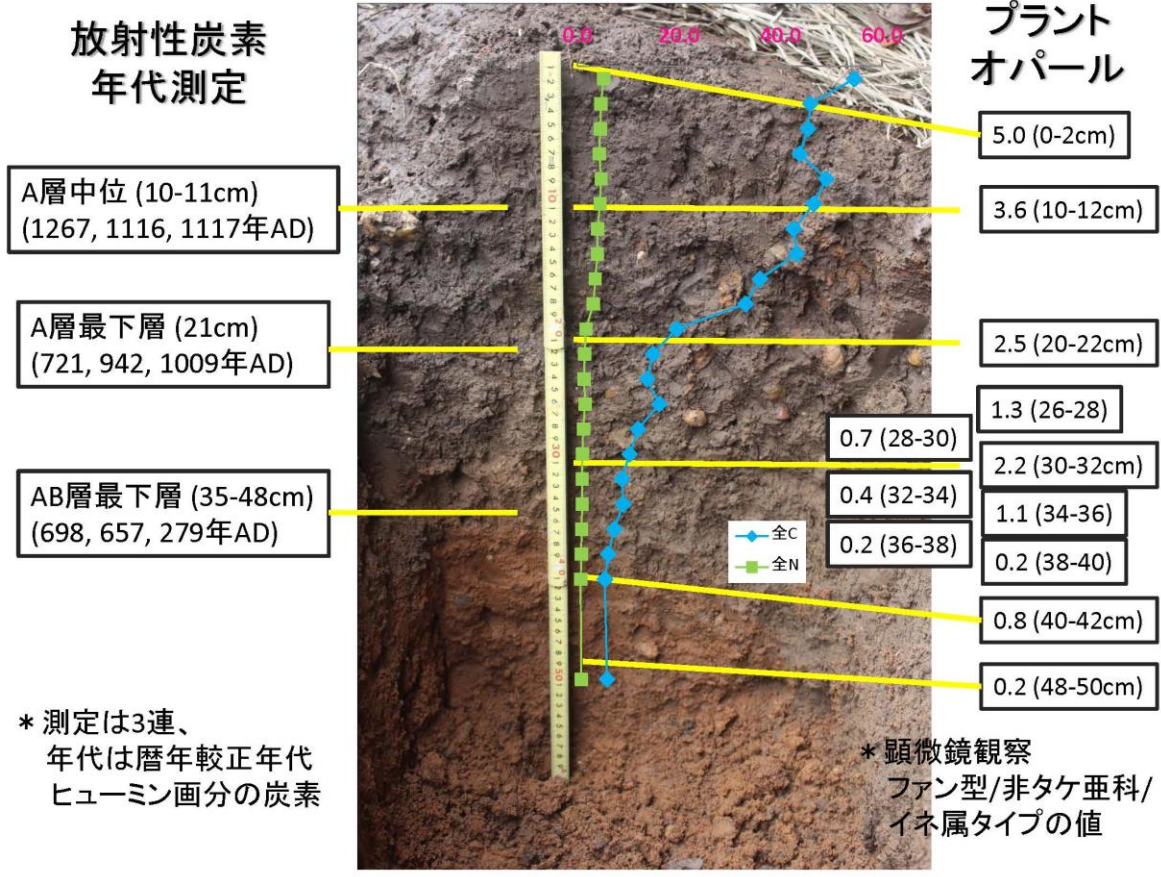 放射性炭素
年代測定
A層中位 (10-11cm)
(1267, 1116, 1117年AD)
A層最下層 (21cm)
(721, 942, 1009年AD)
AB層最下層 (35-48cm)
(698, 657, 279年AD)
* 測定は3連、
年代は暦年較正年代
ヒューミン画分の炭素
0.0 20.0 40.0 60.0
全C
全N
プラント
オパール
5.0 (0-2cm)
3.6 (10-12cm)
2.5 (20-22cm)
1.3 (26-28)
0.7 (28-30)
2.2 (30-32cm)
0.4 (32-34)
1.1 (34-36)
0.2 (36-38)
0.2 (38-40)
0.8 (40-42cm)
0.2 (48-50cm)
* 顕微鏡観察
ファン型/非タケ亜科/
イネ属タイプの値